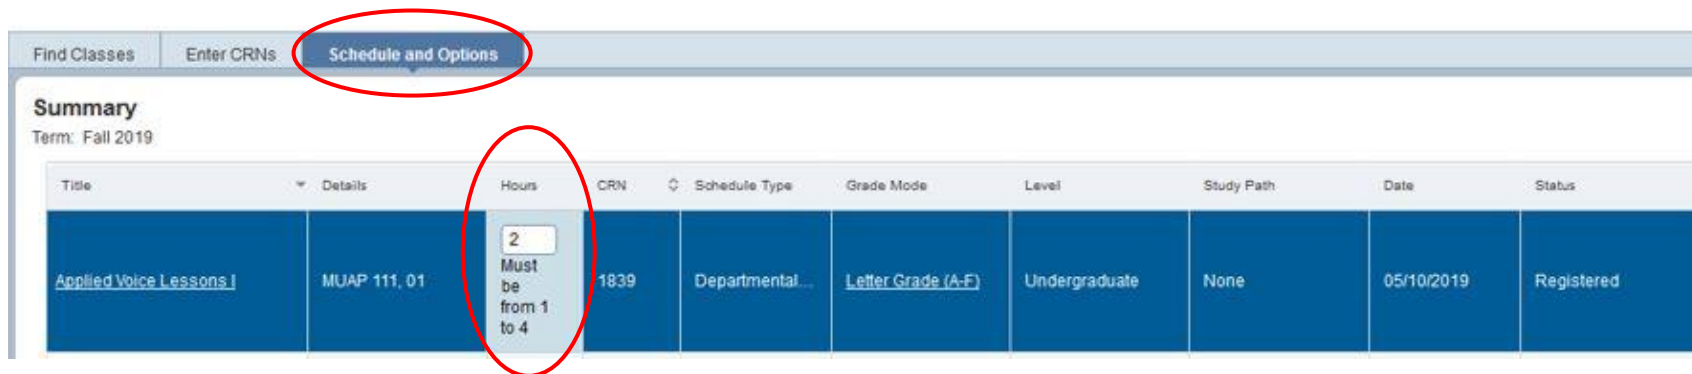 Find Classes Enter CRNs Schedule and Options
Summary
Term: Fall 2019
Title Details Hours CRN Schedule Type Grade Mode Level Study Path Date Status
Applied Voice Lessons I MUAP 111, 01 2 1839 Departmental... Letter Grade (A-F) Undergraduate None 05/10/2019 Registered
Must
be
from 1
to 4